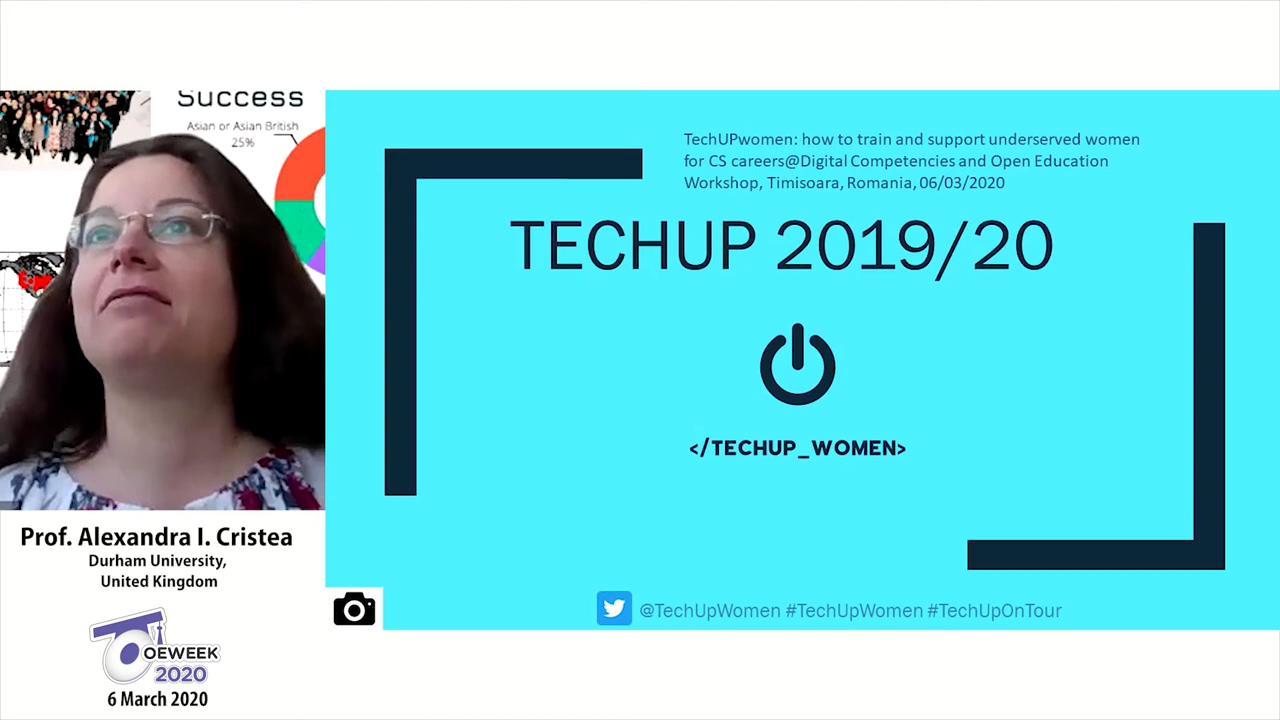 Success
Asian or Asian British
25%
TechUPwomen: how to train and support underserved women
for CS careers@Digital Competencies and Open Education
Workshop, Timisoara, Romania, 06/03/2020
TECHUP 2019/20
</TECHUP_WOMEN>
@TechUpWomen #TechUpWomen #TechUpOnTour
Prof. Alexandra I. Cristea
Durham University,
United Kingdom
OEWEEK
2020
6 March 2020